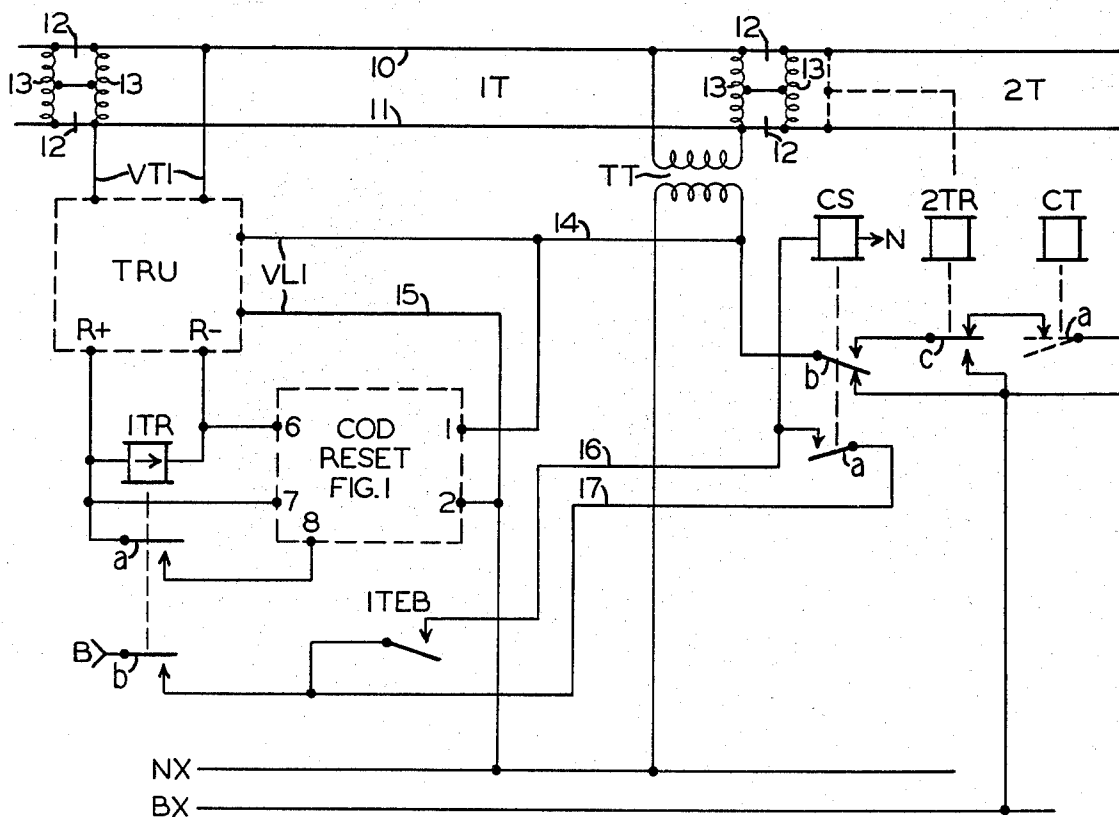 12
12
13
13
10
1T
13
13
2T
11
12
12
VT1
TT
CS
2TR
CT
14
N
TRU
VL1
15
a
R+
R-
c
b
1TR
COD
RESET
FIG.1
6
1
7
2
8
16
a
17
a
1TEB
B
b
NX
BX